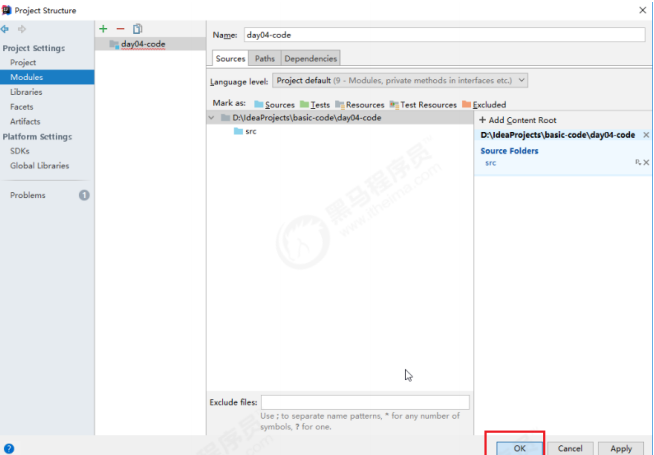 Project Structure
Project Settings
Project
Modules
Libraries
Facets
Artifacts
Platform Settings
SDKs
Global Libraries
Problems 1
day04-code
Name: day04-code
Sources Paths Dependencies
Language level: Project default (9 - Modules, private methods in interfaces etc.)
Mark as: Sources Tests Resources Test Resources Excluded
D:\IdeaProjects\basic-code\day04-code
src
+ Add Content Root
D:\IdeaProjects\basic-code\day04-code
Source Folders
src
黑马程序员
www.itheima.com
Exclude files:
Use ; to separate name patterns, * for any number of
symbols, ? for one.
? OK Cancel Apply